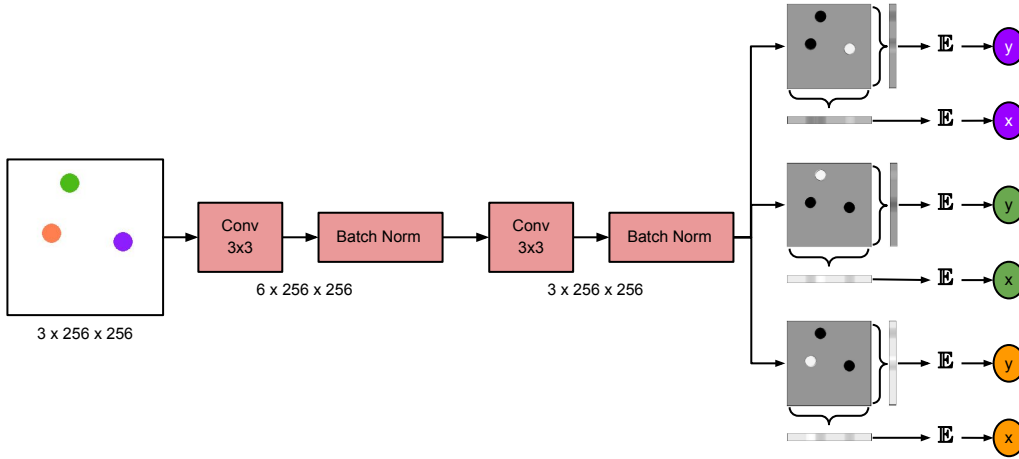 3 x 256 x 256
Conv
3x3
Batch Norm
6 x 256 x 256
Conv
3x3
Batch Norm
3 x 256 x 256
𝔼
y
𝔼
x
𝔼
y
𝔼
x
𝔼
y
𝔼
x